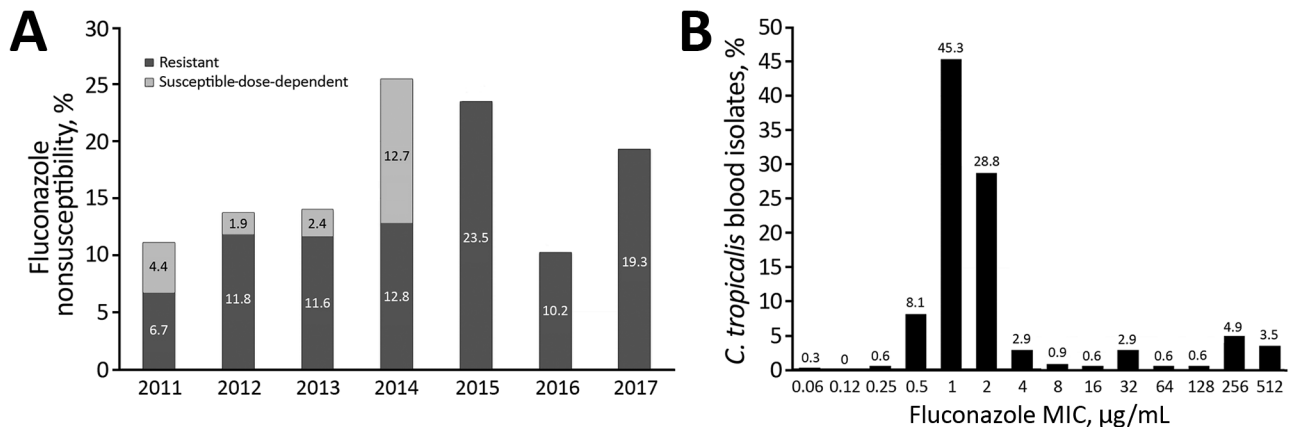 A
Fluconazole
nonsusceptibility, %
30
25
20
15
10
5
0
Resistant
Susceptible-dose-dependent
4.4
6.7
1.9
11.8
2.4
11.6
12.7
12.8
23.5
10.2
19.3
2011 2012 2013 2014 2015 2016 2017
B
C. tropicalis blood isolates, %
50
45
40
35
30
25
20
15
10
5
0
0.3 0 0.6 8.1 45.3 28.8 2.9 0.9 0.6 2.9 0.6 0.6 4.9 3.5
0.06 0.12 0.25 0.5 1 2 4 8 16 32 64 128 256 512
Fluconazole MIC, µg/mL